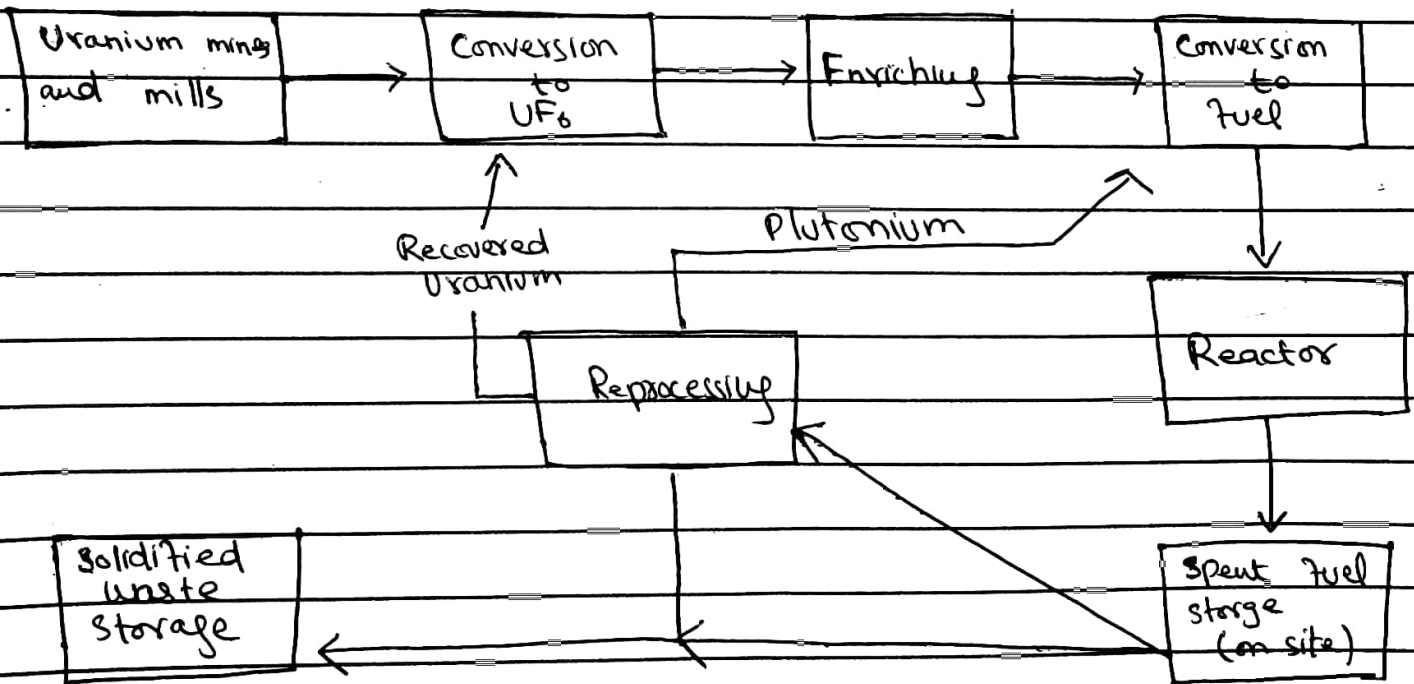 Uranium mines
and mills
Conversion
to
UF6
Enriching
Conversion
to
fuel
Recovered
Uranium
Plutonium
Reprocessing
Reactor
Solidified
waste
storage
Spent fuel
storge
(on site)